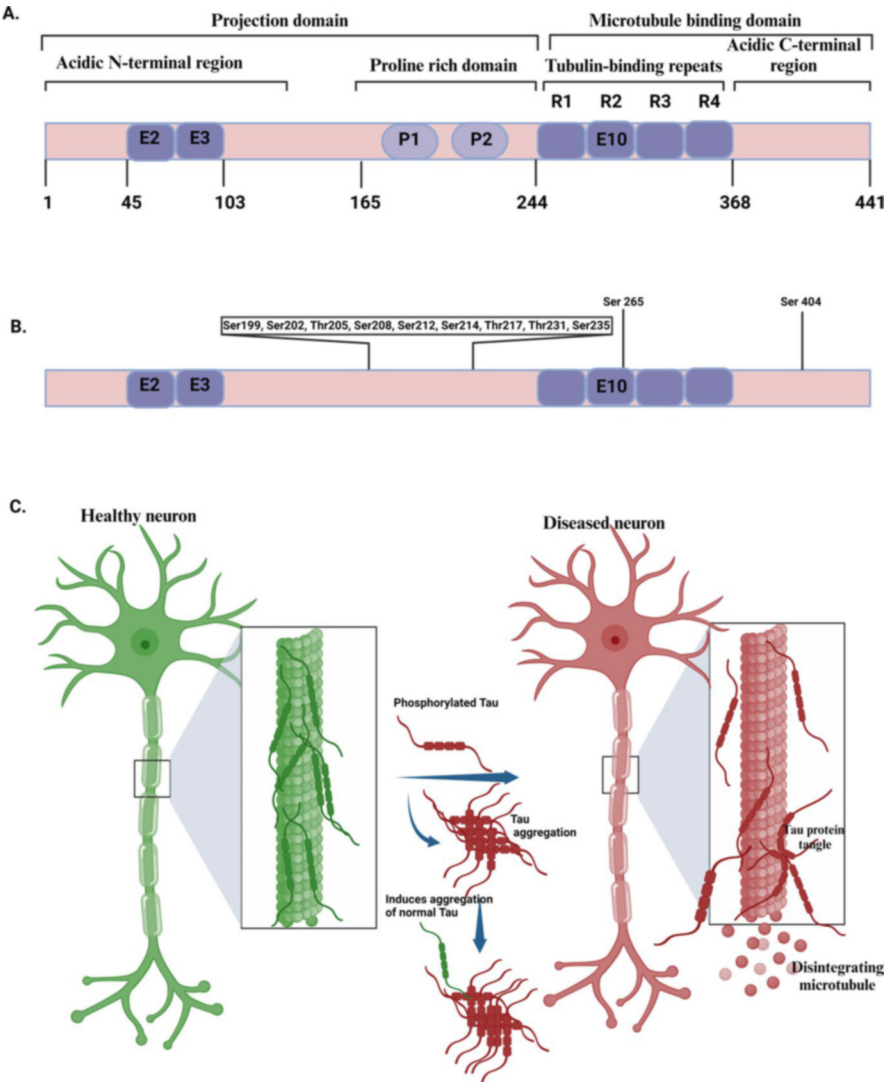 A.
Projection domain
Microtubule binding domain
Acidic N-terminal region
Proline rich domain
Tubulin-binding repeats
Acidic C-terminal
region
R1 R2 R3 R4
E2 E3 P1 P2 E10
1 45 103 165 244 368 441
B.
Ser199, Ser202, Thr205, Ser208, Ser212, Ser214, Thr217, Thr231, Ser235
Ser 265
Ser 404
E2 E3 E10
C.
Healthy neuron
Diseased neuron
Phosphorylated Tau
Tau
aggregation
Induces aggregation
of normal Tau
Tau protein
tangle
Disintegrating
microtubule